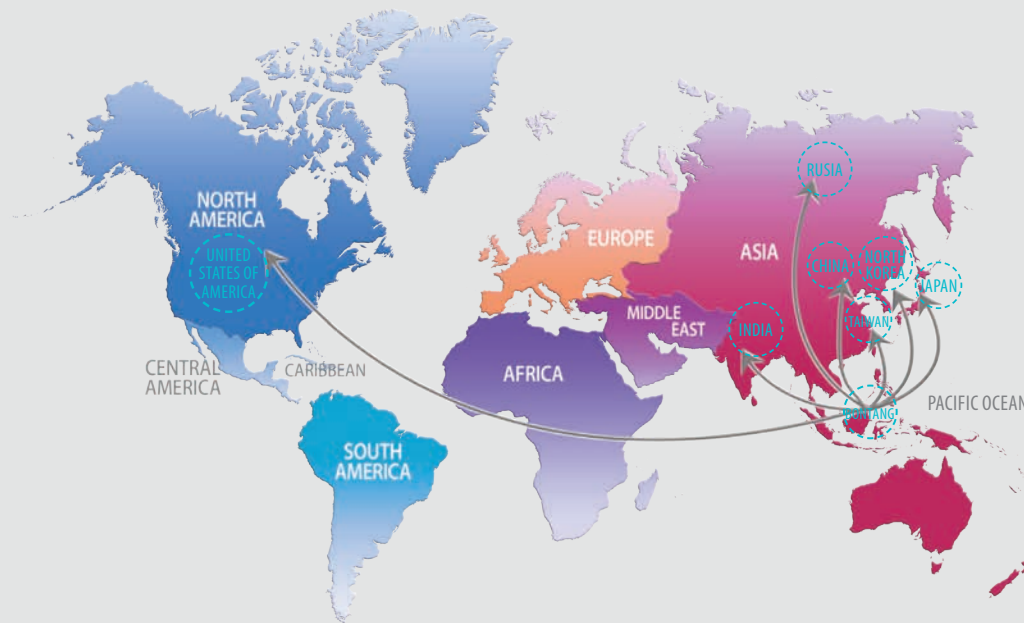 NORTH
AMERICA
UNITED
STATES OF
AMERICA
CENTRAL
AMERICA
CARIBBEAN
SOUTH
AMERICA
EUROPE
AFRICA
MIDDLE
EAST
ASIA
RUSIA
CHINA
NORTH
KOREA
JAPAN
TAIWAN
INDIA
BONTANG
PACIFIC OCEAN